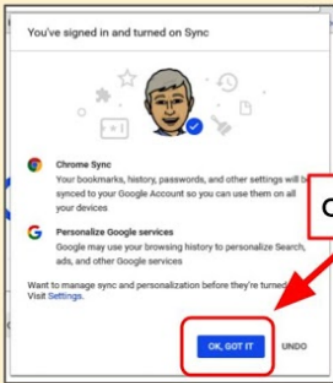 You've signed in and turned on Sync
Chrome Sync
Your bookmarks, history, passwords, and other settings will be
synced to your Google Account so you can use them on all
your devices
Personalize Google services
Google may use your browsing history to personalize Search,
ads, and other Google services
Want to manage sync and personalization before they're turned
Visit Settings.
OK, GOT IT
UNDO